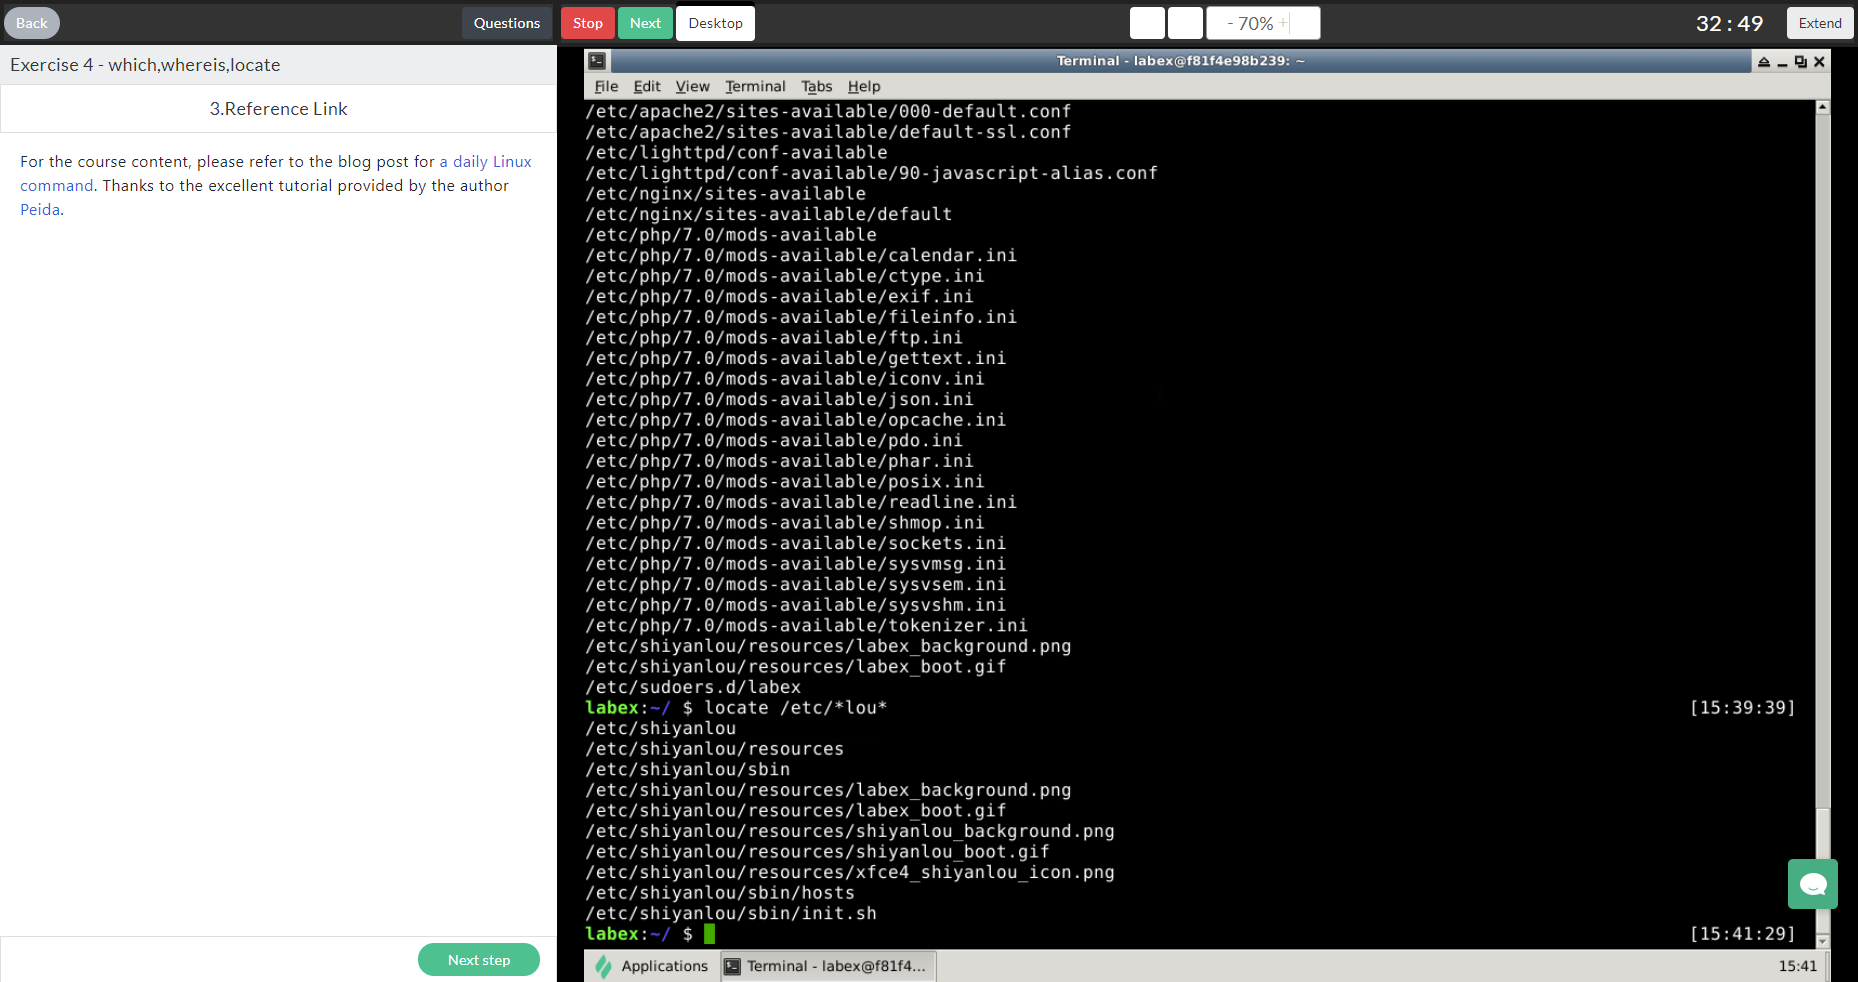 Back
Questions
Stop
Next
Desktop
- 70% +
32 : 49
Extend
Exercise 4 - which,whereis,locate
3.Reference Link
For the course content, please refer to the blog post for a daily Linux
command. Thanks to the excellent tutorial provided by the author
Peida.
Next step
Terminal - labex@f81f4e98b239: ~
File Edit View Terminal Tabs Help
/etc/apache2/sites-available/000-default.conf
/etc/apache2/sites-available/default-ssl.conf
/etc/lighttpd/conf-available
/etc/lighttpd/conf-available/90-javascript-alias.conf
/etc/nginx/sites-available
/etc/nginx/sites-available/default
/etc/php/7.0/mods-available
/etc/php/7.0/mods-available/calendar.ini
/etc/php/7.0/mods-available/ctype.ini
/etc/php/7.0/mods-available/exif.ini
/etc/php/7.0/mods-available/fileinfo.ini
/etc/php/7.0/mods-available/ftp.ini
/etc/php/7.0/mods-available/gettext.ini
/etc/php/7.0/mods-available/iconv.ini
/etc/php/7.0/mods-available/json.ini
/etc/php/7.0/mods-available/opcache.ini
/etc/php/7.0/mods-available/pdo.ini
/etc/php/7.0/mods-available/phar.ini
/etc/php/7.0/mods-available/posix.ini
/etc/php/7.0/mods-available/readline.ini
/etc/php/7.0/mods-available/shmop.ini
/etc/php/7.0/mods-available/sockets.ini
/etc/php/7.0/mods-available/sysvmsg.ini
/etc/php/7.0/mods-available/sysvsem.ini
/etc/php/7.0/mods-available/sysvshm.ini
/etc/php/7.0/mods-available/tokenizer.ini
/etc/shiyanlou/resources/labex_background.png
/etc/shiyanlou/resources/labex_boot.gif
/etc/sudoers.d/labex
labex:~/ $ locate /etc/*lou* [15:39:39]
/etc/shiyanlou
/etc/shiyanlou/resources
/etc/shiyanlou/sbin
/etc/shiyanlou/resources/labex_background.png
/etc/shiyanlou/resources/labex_boot.gif
/etc/shiyanlou/resources/shiyanlou_background.png
/etc/shiyanlou/resources/shiyanlou_boot.gif
/etc/shiyanlou/resources/xfce4_shiyanlou_icon.png
/etc/shiyanlou/sbin/hosts
/etc/shiyanlou/sbin/init.sh
labex:~/ $ [15:41:29]
Applications
Terminal - labex@f81f4...
15:41